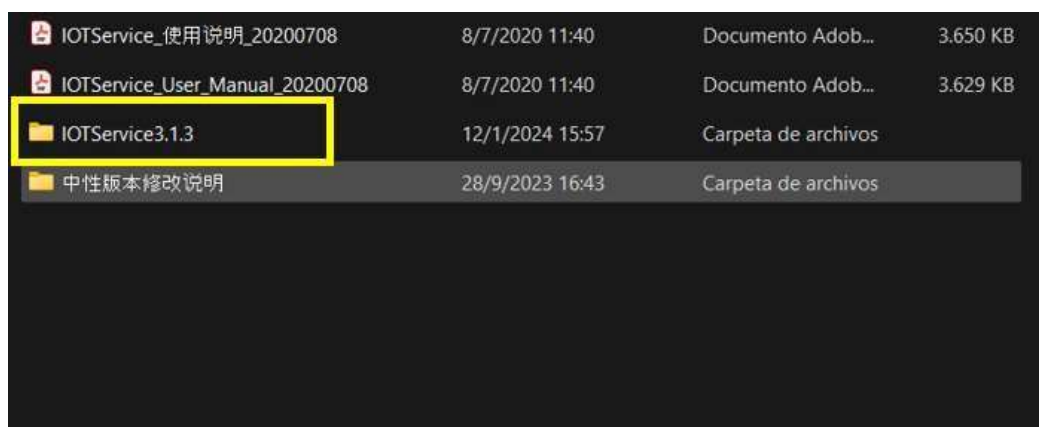 IOTService_使用说明_20200708 8/7/2020 11:40 Documento Adob... 3.650 KB
IOTService_User_Manual_20200708 8/7/2020 11:40 Documento Adob... 3.629 KB
IOTService3.1.3 12/1/2024 15:57 Carpeta de archivos
中性版本修改说明 28/9/2023 16:43 Carpeta de archivos